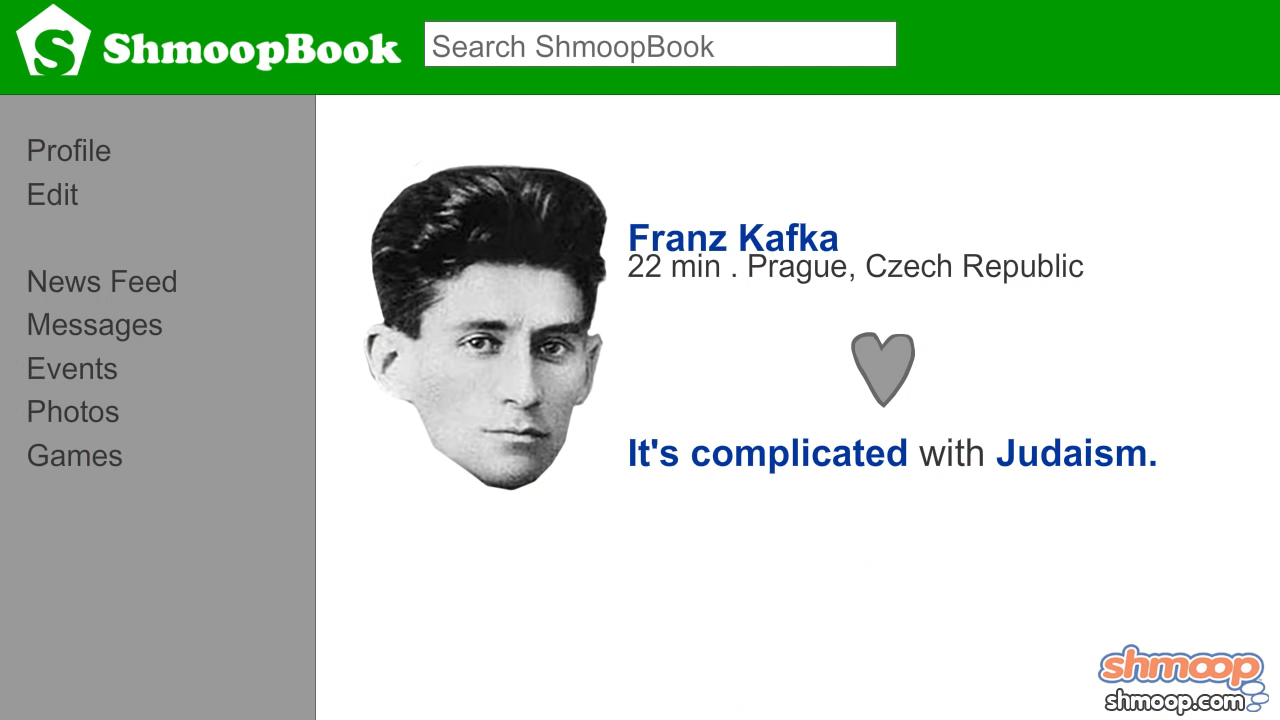 ShmoopBook
Search ShmoopBook
Profile
Edit
News Feed
Messages
Events
Photos
Games
Franz Kafka
22 min . Prague, Czech Republic
It's complicated with Judaism.
shmoop
shmoop.com